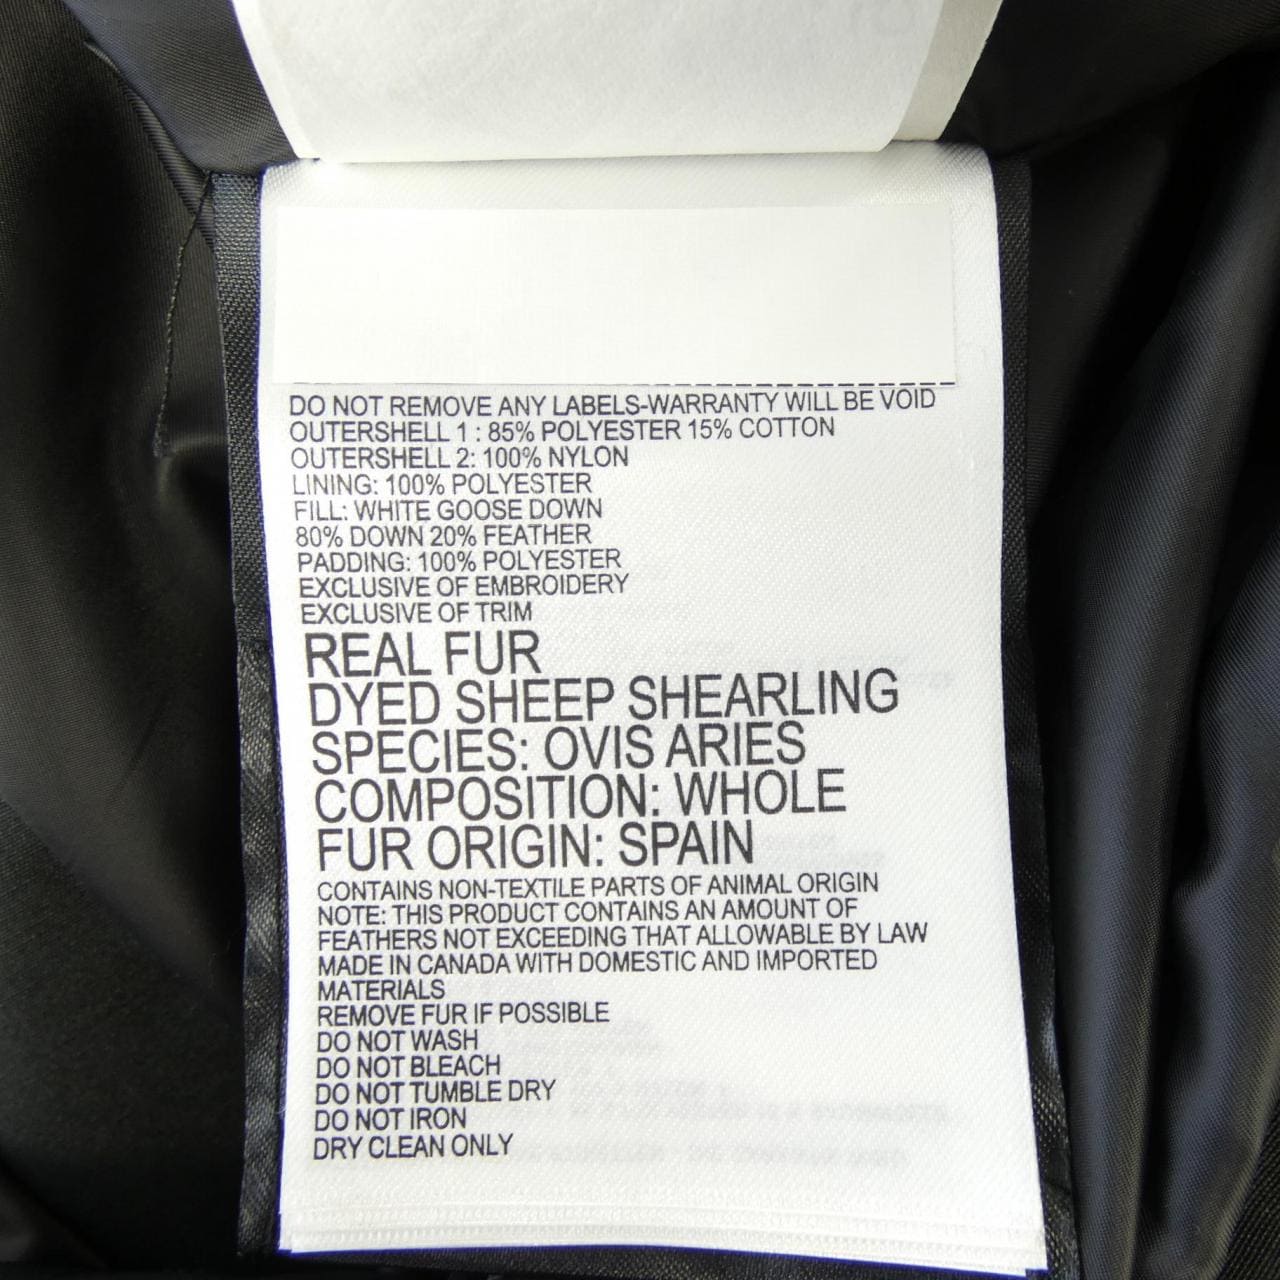 DO NOT REMOVE ANY LABELS-WARRANTY WILL BE VOID
OUTERSHELL 1 : 85% POLYESTER 15% COTTON
OUTERSHELL 2: 100% NYLON
LINING: 100% POLYESTER
FILL: WHITE GOOSE DOWN
80% DOWN 20% FEATHER
PADDING: 100% POLYESTER
EXCLUSIVE OF EMBROIDERY
EXCLUSIVE OF TRIM
REAL FUR
DYED SHEEP SHEARLING
SPECIES: OVIS ARIES
COMPOSITION: WHOLE
FUR ORIGIN: SPAIN
CONTAINS NON-TEXTILE PARTS OF ANIMAL ORIGIN
NOTE: THIS PRODUCT CONTAINS AN AMOUNT OF
FEATHERS NOT EXCEEDING THAT ALLOWABLE BY LAW
MADE IN CANADA WITH DOMESTIC AND IMPORTED
MATERIALS
REMOVE FUR IF POSSIBLE
DO NOT WASH
DO NOT BLEACH
DO NOT TUMBLE DRY
DO NOT IRON
DRY CLEAN ONLY